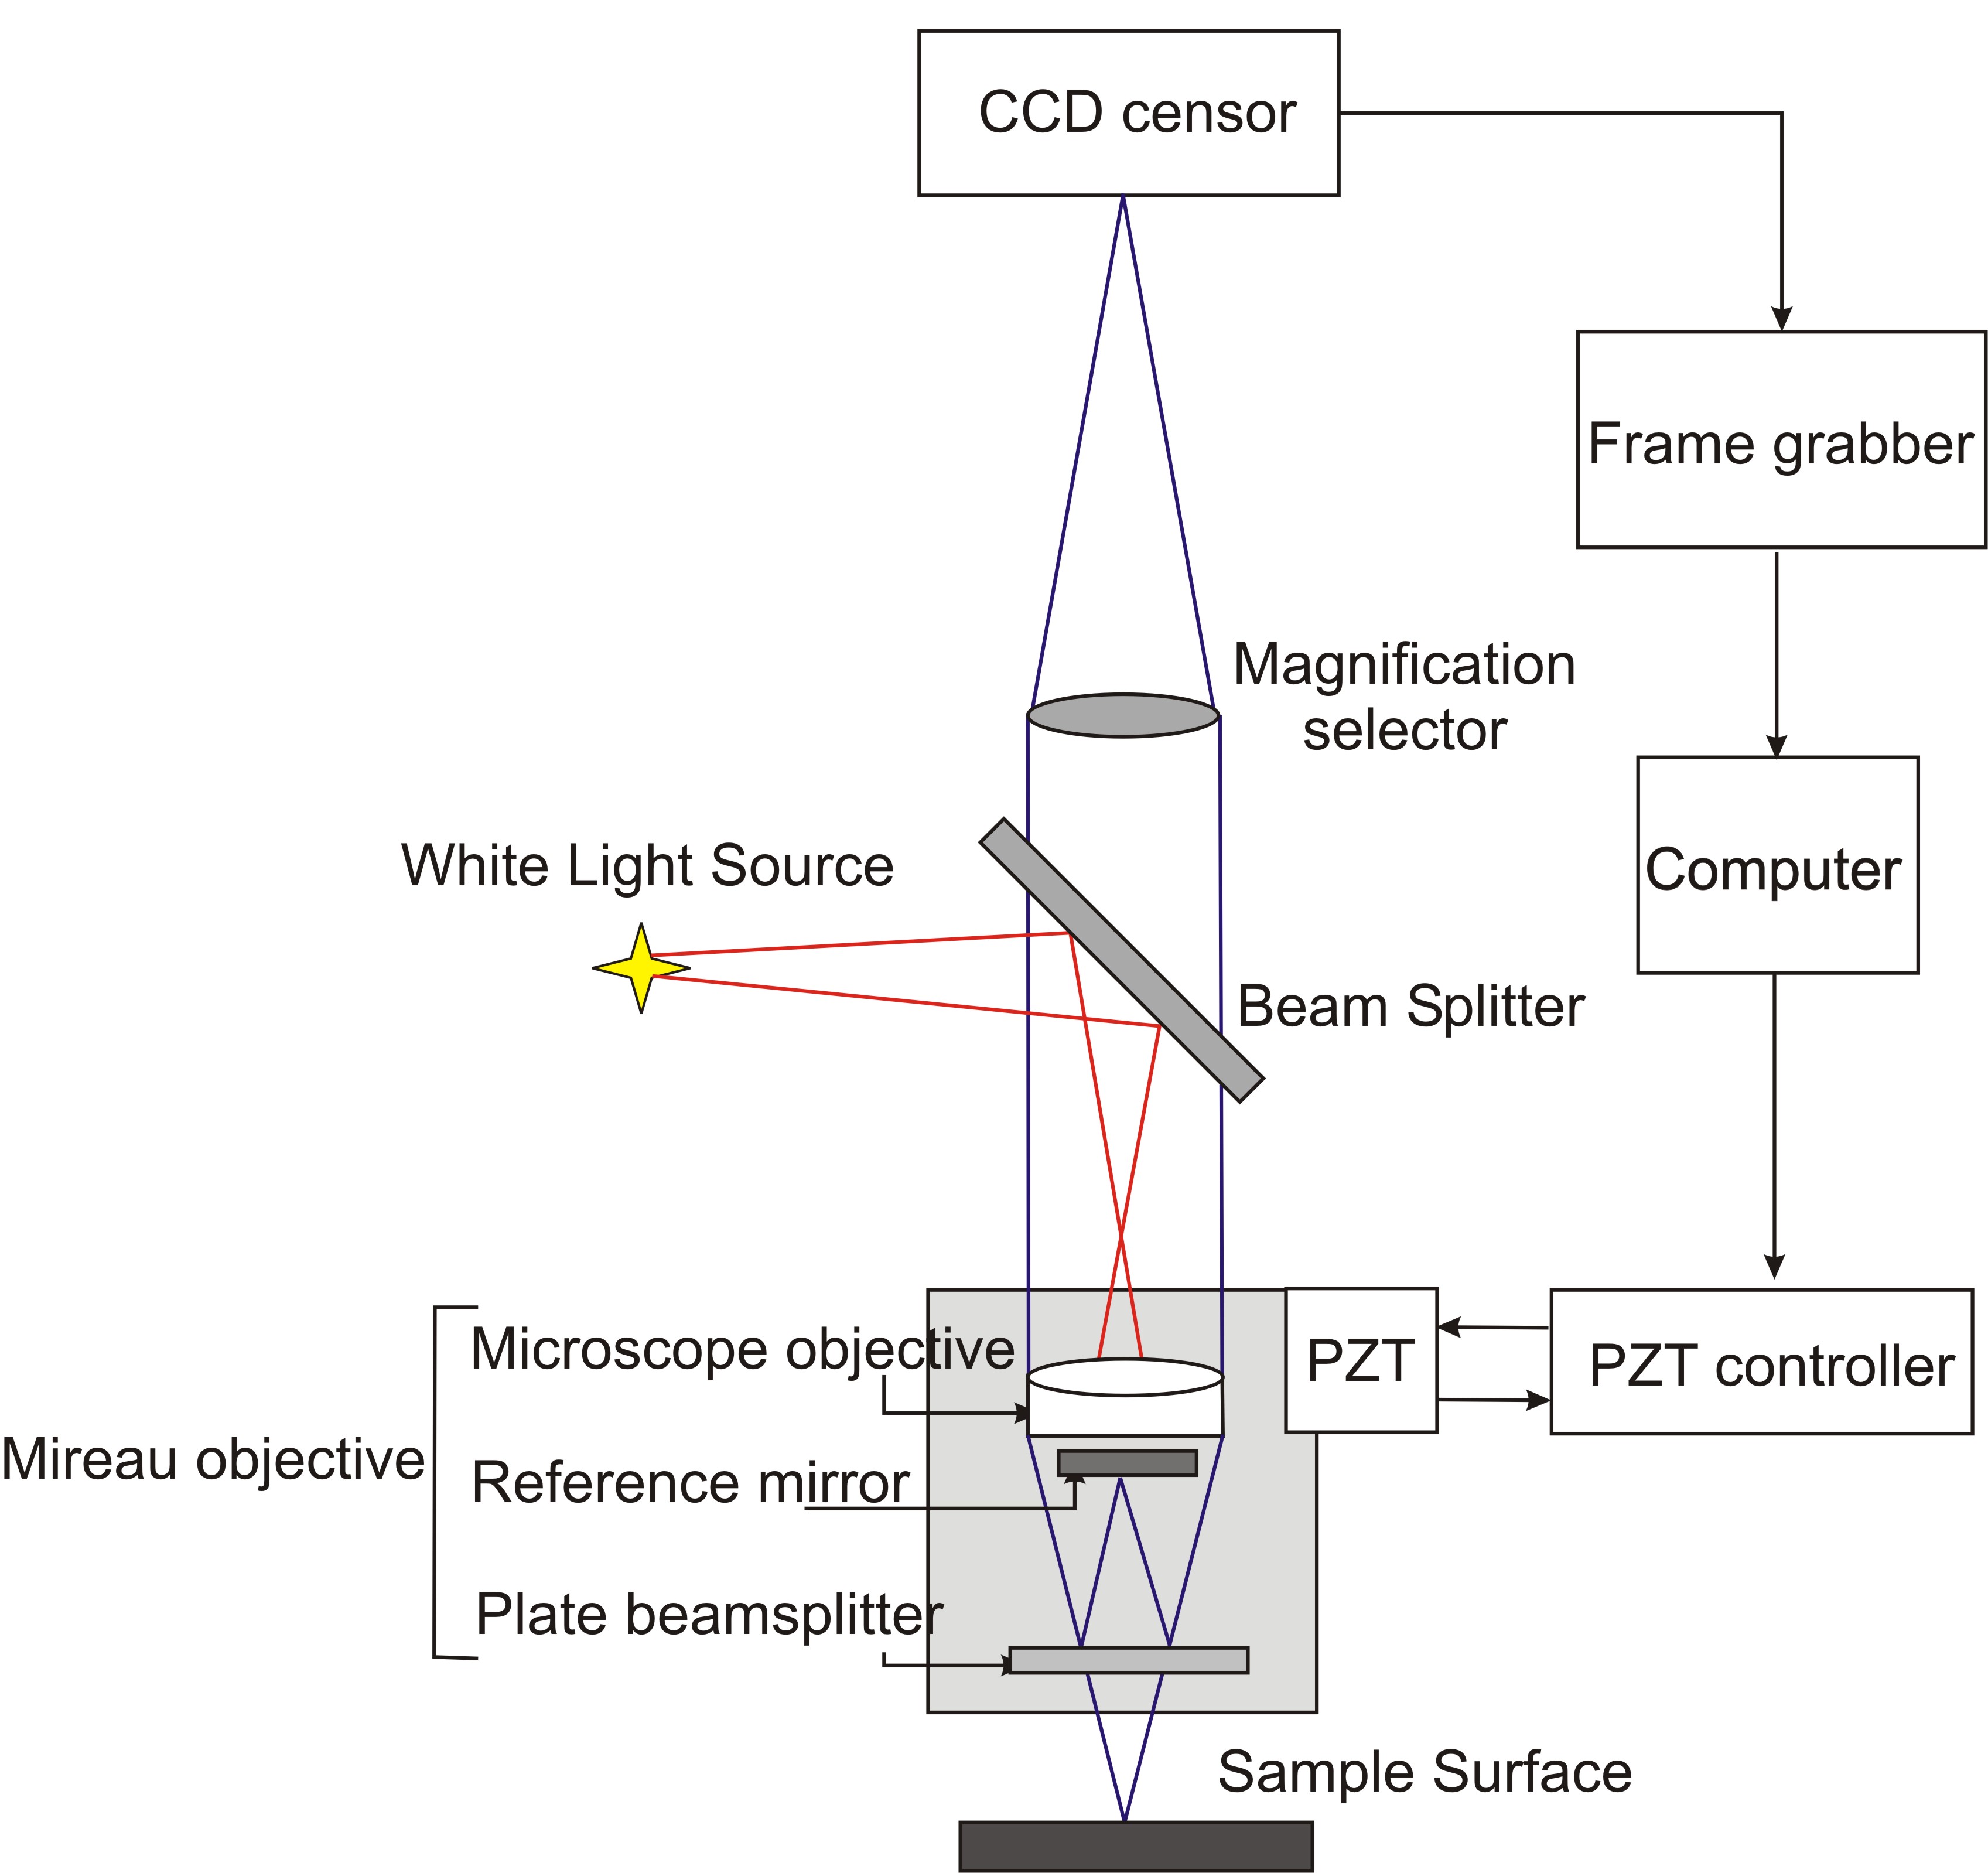 CCD censor
Frame grabber
Magnification
selector
White Light Source
Computer
Beam Splitter
Microscope objective
PZT
PZT controller
Mireau objective
Reference mirror
Plate beamsplitter
Sample Surface